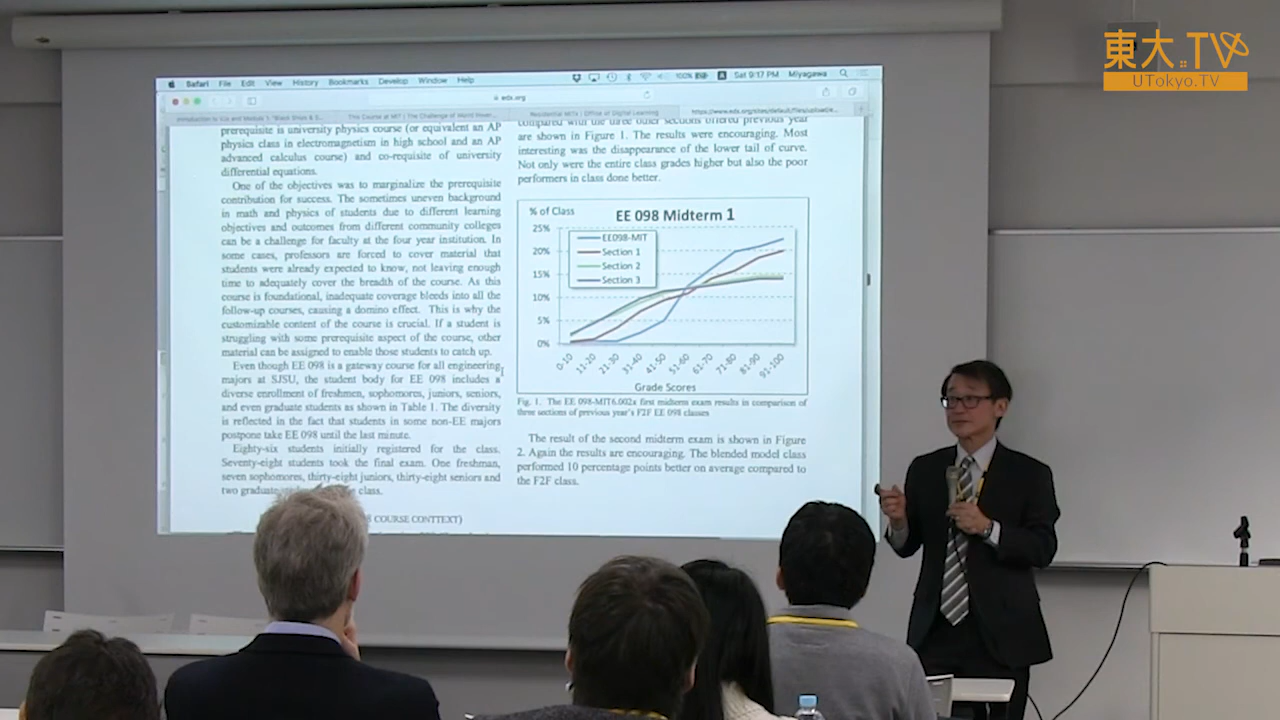 東大.TV
UTokyo.TV
Safari File Edit View History Bookmarks Develop Window Help
100%
Sat 9:17 PM Miyagawa
edx.org
prerequisite is university physics course (or equivalent an AP
physics class in electromagnetism in high school and an AP
advanced calculus course) and co-requisite of university
differential equations.
One of the objectives was to marginalize the prerequisite
contribution for success. The sometimes uneven background
in math and physics of students due to different learning
objectives and outcomes from different community colleges
can be a challenge for faculty at the four year institution. In
some cases, professors are forced to cover material that
students were already expected to know, not leaving enough
time to adequately cover the breadth of the course. As this
course is foundational, inadequate coverage bleeds into all the
follow-up courses, causing a domino effect. This is why the
customizable content of the course is crucial. If a student is
struggling with some prerequisite aspect of the course, other
material can be assigned to enable those students to catch up.
Even though EE 098 is a gateway course for all engineering
majors at SJSU, the student body for EE 098 includes a
diverse enrollment of freshmen, sophomores, juniors, seniors,
and even graduate students as shown in Table 1. The diversity
is reflected in the fact that students in some non-EE majors
postpone take EE 098 until the last minute.
Eighty-six students initially registered for the class.
Seventy-eight students took the final exam. One freshman,
seven sophomores, thirty-eight juniors, thirty-eight seniors and
two graduate class.
COURSE CONTTEXT)
compared with the three other sections offered previous year
are shown in Figure 1. The results were encouraging. Most
interesting was the disappearance of the lower tail of curve.
Not only were the entire class grades higher but also the poor
performers in class done better.
% of Class
EE 098 Midterm 1
25%
20%
15%
10%
5%
0%
EE098-MIT
Section 1
Section 2
Section 3
0-10 11-20 21-30 31-40 41-50 51-60 61-70 71-80 81-90 91-100
Grade Scores
Fig. 1. The EE 098-MIT6.002x first midterm exam results in comparison of
three sections of previous year's F2F EE 098 classes
The result of the second midterm exam is shown in Figure
2. Again the results are encouraging. The blended model class
performed 10 percentage points better on average compared to
the F2F class.